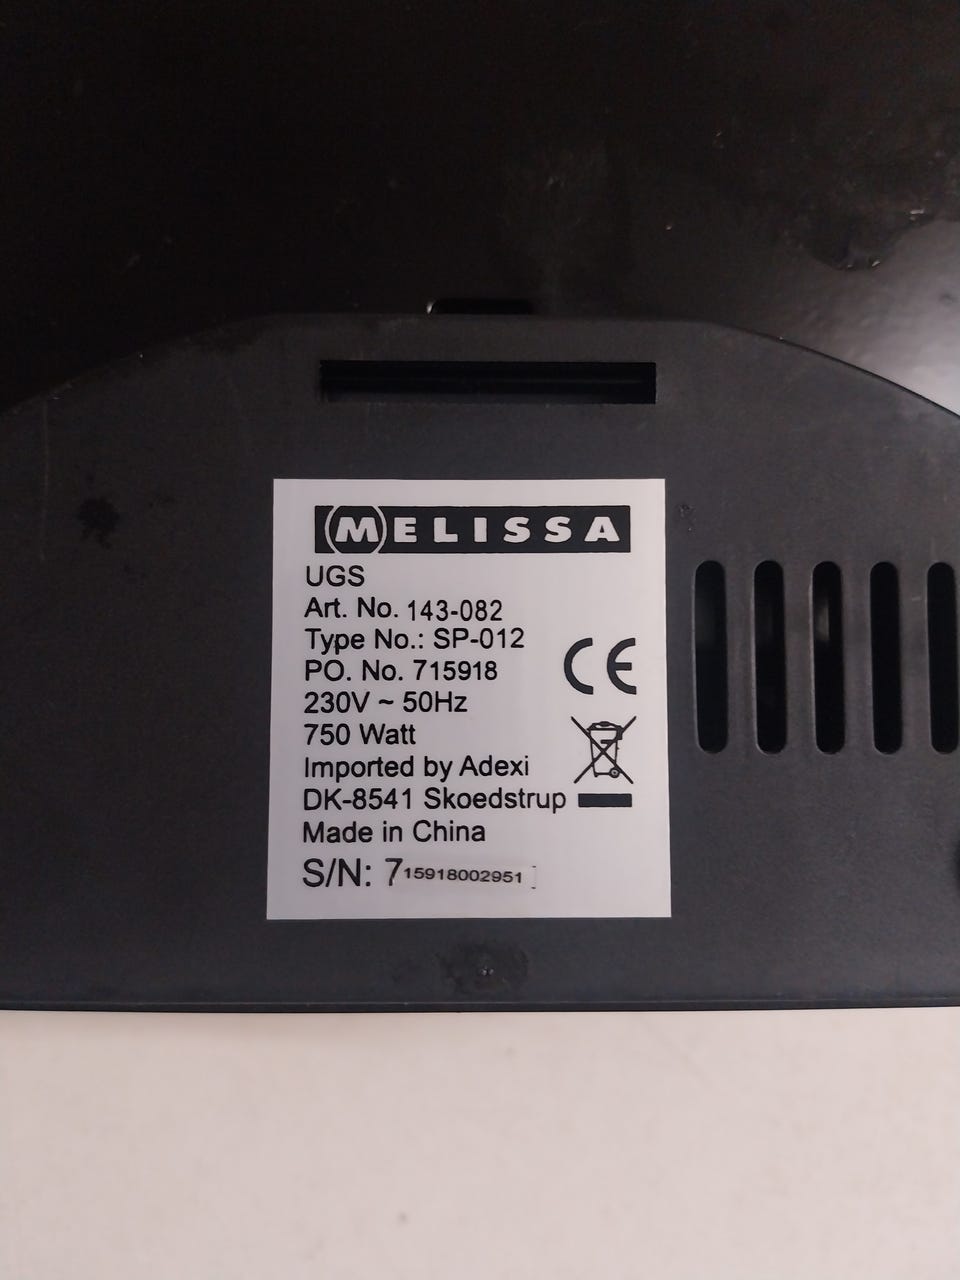 MELISSA
UGS
Art. No. 143-082
Type No.: SP-012
PO. No. 715918
230V ~ 50Hz
750 Watt
Imported by Adexi
DK-8541 Skoedstrup
Made in China
S/N: 715918002951
CE